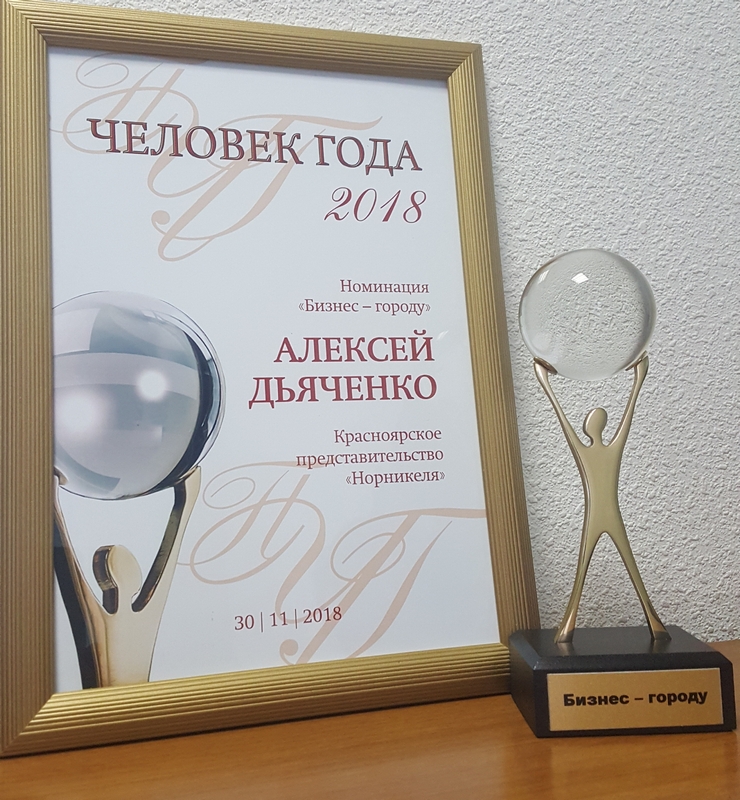 ЧЕЛОВЕК ГОДА
2018
Номинация
«Бизнес – городу»
АЛЕКСЕЙ
ДЬЯЧЕНКО
Красноярское
представительство
«Норникеля»
30 | 11 | 2018
Бизнес – городу